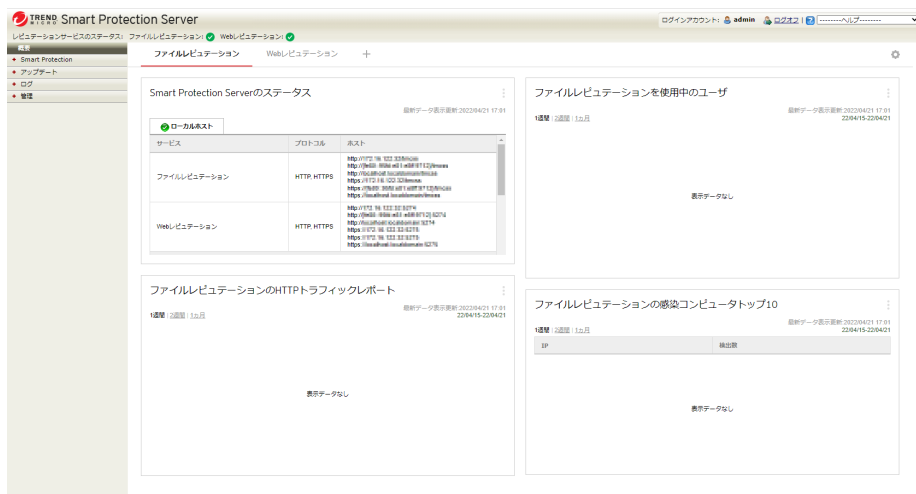 TREND MICRO Smart Protection Server
ログインアカウント: admin ログオフ | --------ヘルプ--------
レピュテーションサービスのステータス: ファイルレピュテーション: Webレピュテーション:
概要
Smart Protection
アップデート
ログ
管理
ファイルレピュテーション Webレピュテーション +
Smart Protection Serverのステータス
最新データ表示更新:2022/04/21 17:01
ローカルホスト
サービス プロトコル ホスト
ファイルレピュテーション HTTP, HTTPS
Webレピュテーション HTTP, HTTPS
ファイルレピュテーションを使用中のユーザ
最新データ表示更新:2022/04/21 17:01
1週間 | 2週間 | 1ヵ月 22/04/15-22/04/21
表示データなし
ファイルレピュテーションのHTTPトラフィックレポート
最新データ表示更新:2022/04/21 17:01
1週間 | 2週間 | 1ヵ月 22/04/15-22/04/21
表示データなし
ファイルレピュテーションの感染コンピュータトップ10
最新データ表示更新:2022/04/21 17:01
1週間 | 2週間 | 1ヵ月 22/04/15-22/04/21
IP 検出数
表示データなし